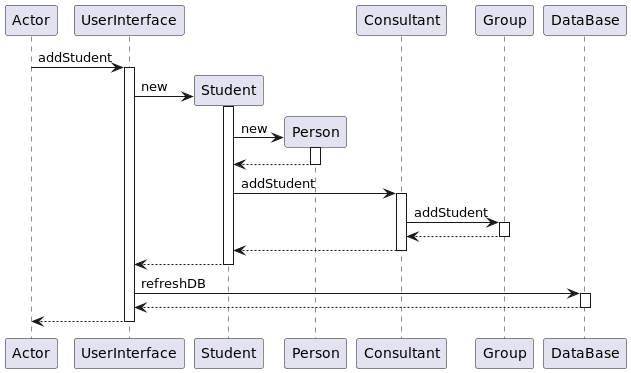 Actor UserInterface Consultant Group DataBase
addStudent
new
Student
new
Person
addStudent
addStudent
refreshDB
Actor UserInterface Student Person Consultant Group DataBase